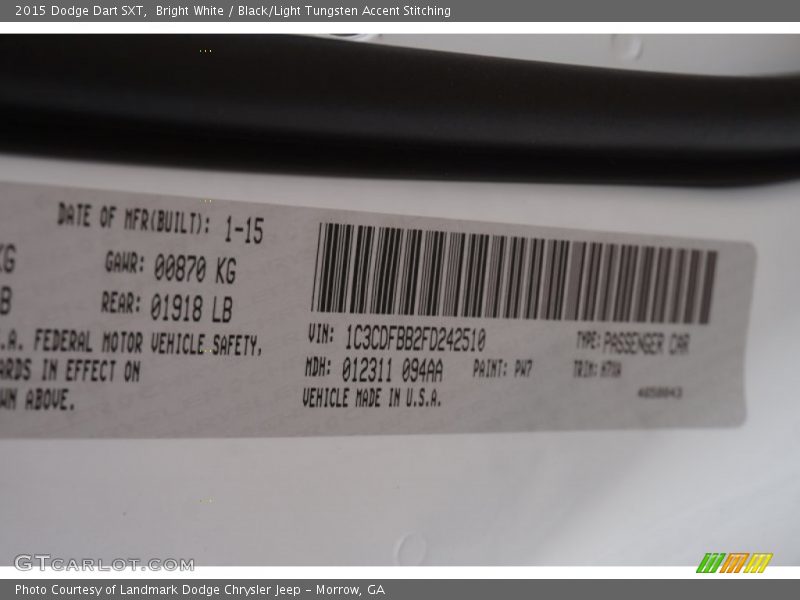 2015 Dodge Dart SXT,  Bright White / Black/Light Tungsten Accent Stitching
DATE OF MFR(BUILT): 1-15
KG GAWR: 00870 KG
B REAR: 01918 LB
S.A. FEDERAL MOTOR VEHICLE SAFETY,
ARDS IN EFFECT ON
WN ABOVE.
VIN: 1C3CDFBB2FD242510 TYPE: PASSENGER CAR
MDH: 012311 094AA PAINT: PW7 TRIM:
VEHICLE MADE IN U.S.A.
GTCARLOT.COM
Photo Courtesy of Landmark Dodge Chrysler Jeep – Morrow, GA